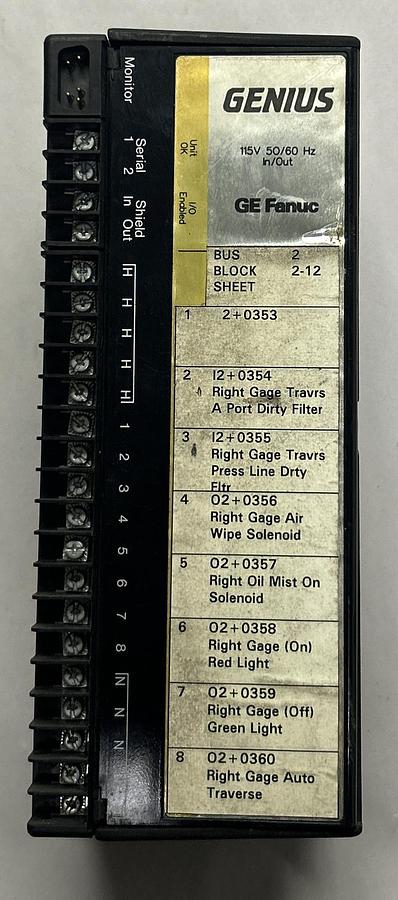 Monitor
Serial
1 2
Shield
In Out
H
H
H
H
H
1
2
3
4
5
6
7
8
N
N
N
Unit
OK
I/O
Enabled
GENIUS
115V 50/60 Hz
In/Out
GE Fanuc
BUS 2
BLOCK 2-12
SHEET
1 2+0353
2 I2+0354
Right Gage Travrs
A Port Dirty Filter
3 I2+0355
Right Gage Travrs
Press Line Drty
Fltr
4 O2+0356
Right Gage Air
Wipe Solenoid
5 O2+0357
Right Oil Mist On
Solenoid
6 O2+0358
Right Gage (On)
Red Light
7 O2+0359
Right Gage (Off)
Green Light
8 O2+0360
Right Gage Auto
Traverse